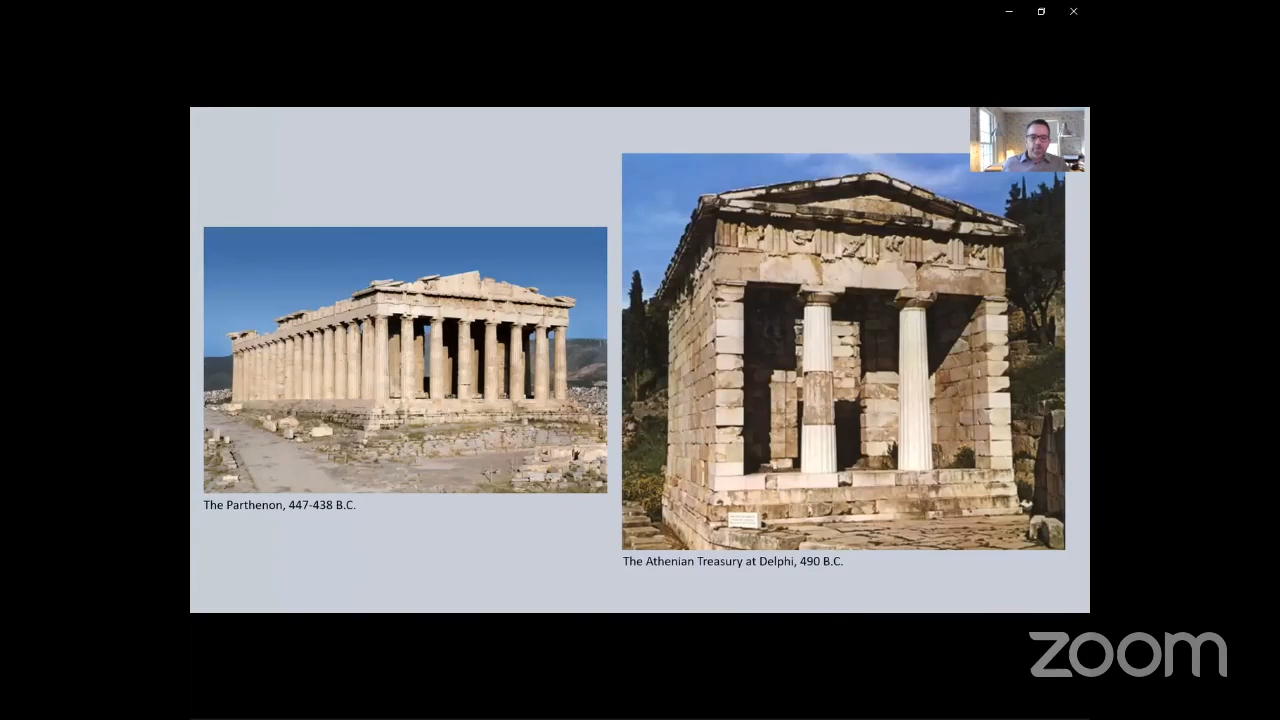 The Parthenon, 447-438 B.C.
The Athenian Treasury at Delphi, 490 B.C.
zoom